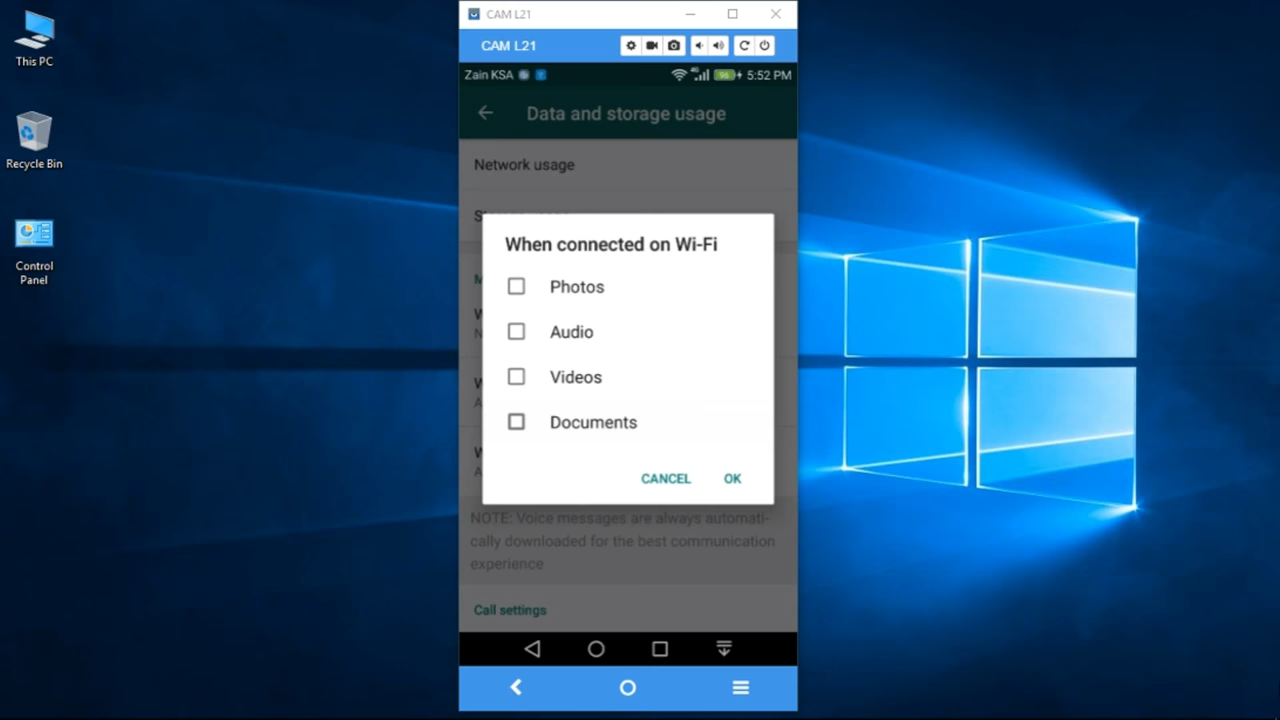 This PC
Recycle Bin
Control
Panel
CAM L21
CAM L21
Zain KSA
5:52 PM
Data and storage usage
Network usage
When connected on Wi-Fi
Photos
Audio
Videos
Documents
CANCEL OK
NOTE: Voice messages are always automati-
cally downloaded for the best communication
experience
Call settings